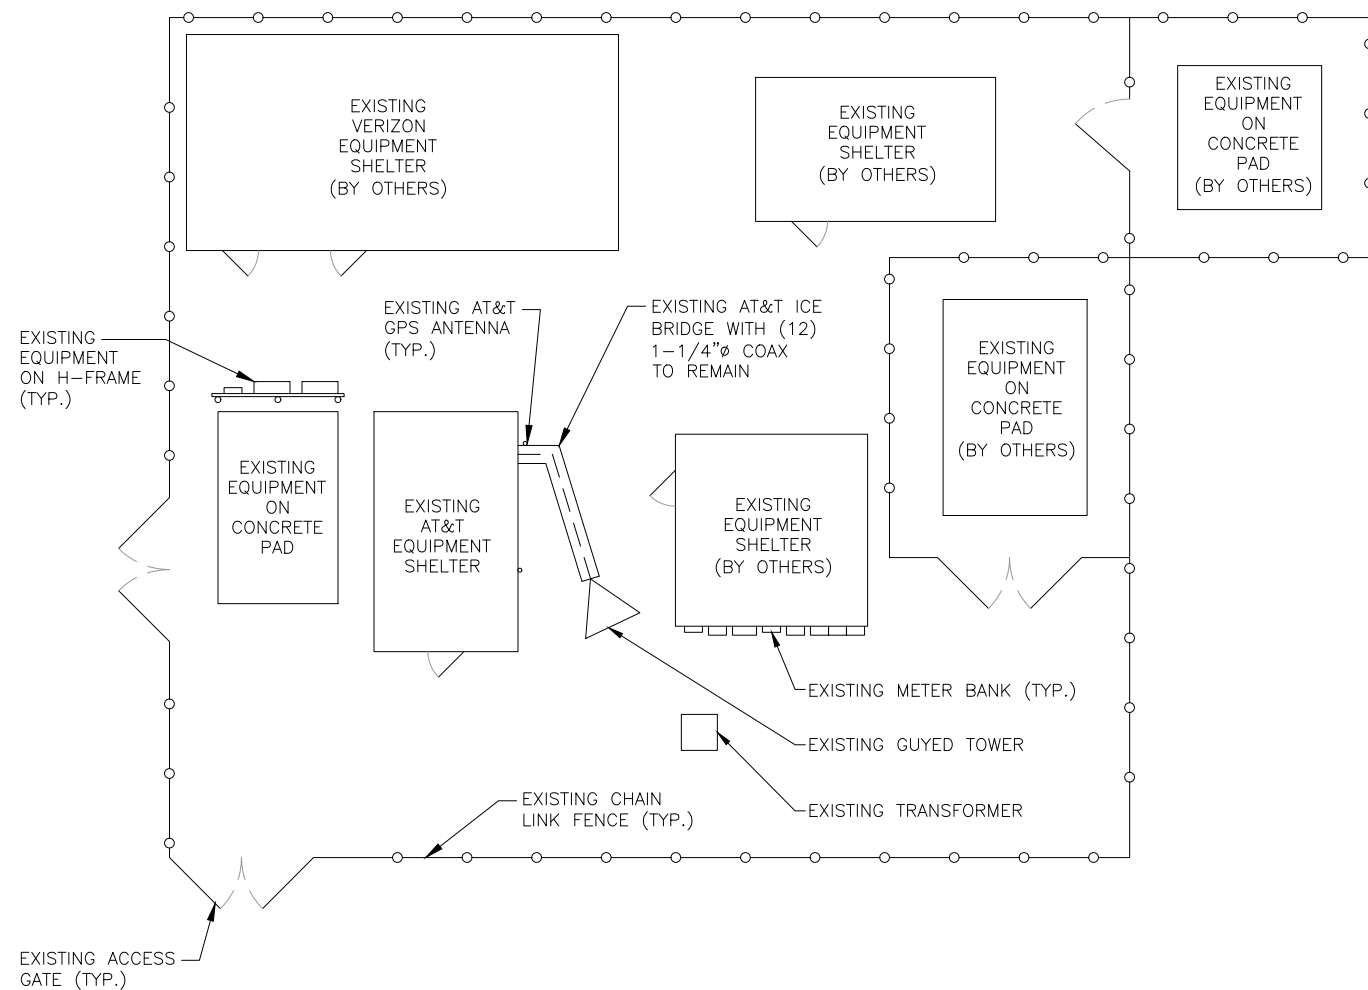 EXISTING
VERIZON
EQUIPMENT
SHELTER
(BY OTHERS)
EXISTING
EQUIPMENT
SHELTER
(BY OTHERS)
EXISTING
EQUIPMENT
ON
CONCRETE
PAD
(BY OTHERS)
EXISTING AT&T
GPS ANTENNA
(TYP.)
EXISTING AT&T ICE
BRIDGE WITH (12)
1-1/4"ø COAX
TO REMAIN
EXISTING
EQUIPMENT
ON H-FRAME
(TYP.)
EXISTING
EQUIPMENT
ON
CONCRETE
PAD
(BY OTHERS)
EXISTING
EQUIPMENT
ON
CONCRETE
PAD
EXISTING
AT&T
EQUIPMENT
SHELTER
EXISTING
EQUIPMENT
SHELTER
(BY OTHERS)
EXISTING METER BANK (TYP.)
EXISTING GUYED TOWER
EXISTING TRANSFORMER
EXISTING CHAIN
LINK FENCE (TYP.)
EXISTING ACCESS
GATE (TYP.)